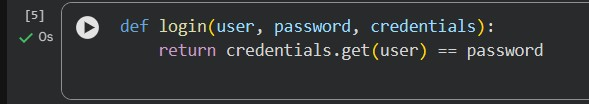 [5]
0s
def login(user, password, credentials):
    return credentials.get(user) == password